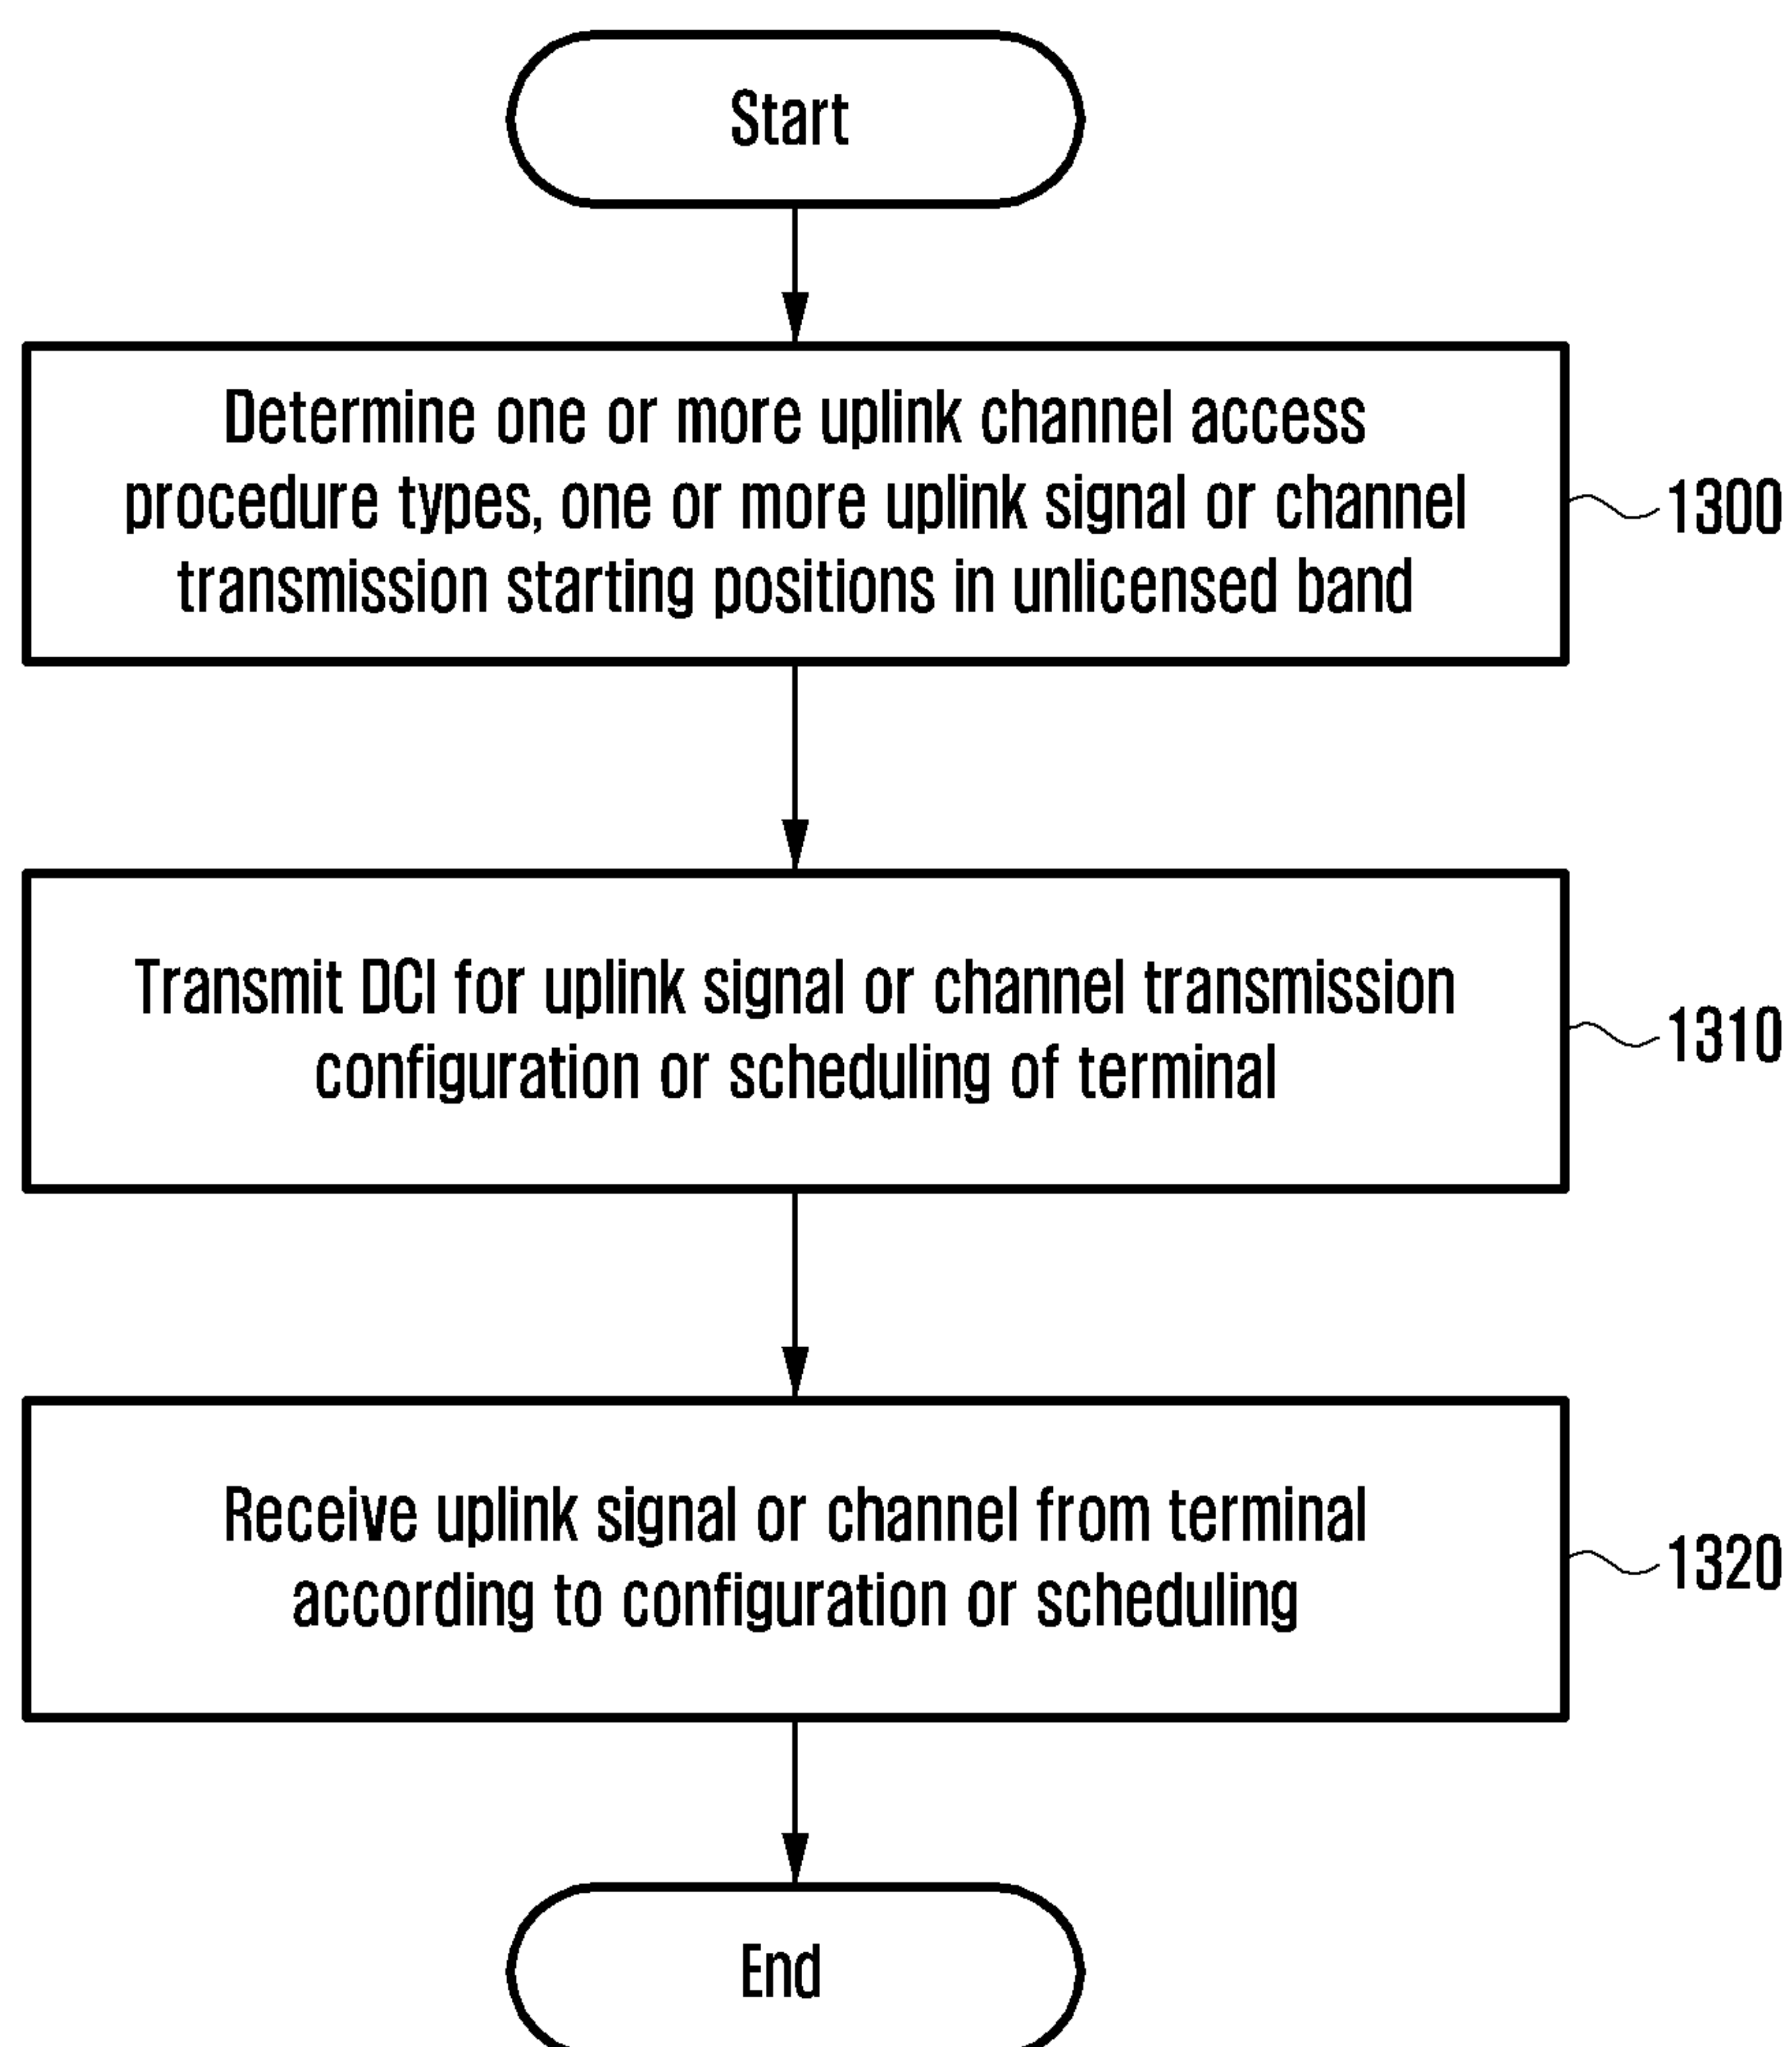 Start
Determine one or more uplink channel access
procedure types, one or more uplink signal or channel
transmission starting positions in unlicensed band
1300
Transmit DCI for uplink signal or channel transmission
configuration or scheduling of terminal
1310
Receive uplink signal or channel from terminal
according to configuration or scheduling
1320
End